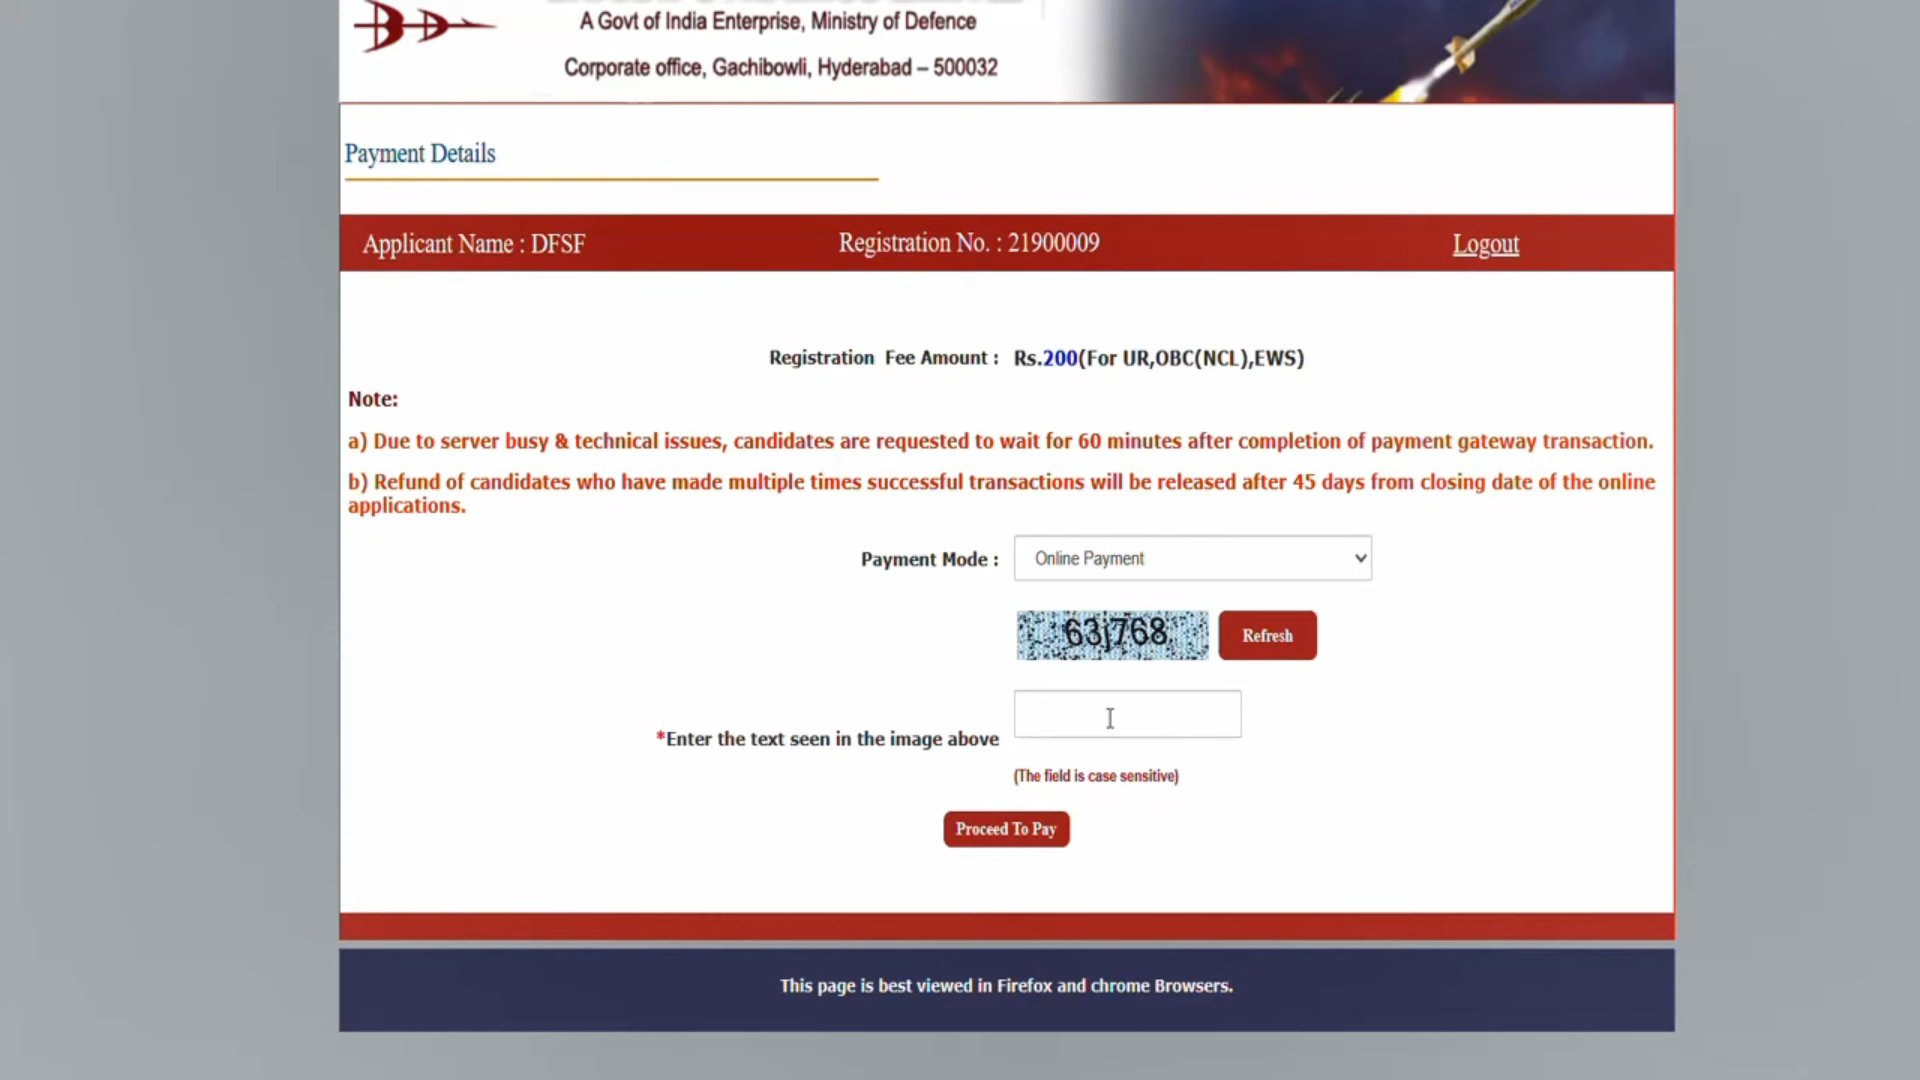 A Govt of India Enterprise, Ministry of Defence
Corporate office, Gachibowli, Hyderabad – 500032
Payment Details
Applicant Name : DFSF Registration No. : 21900009 Logout
Registration Fee Amount : Rs.200(For UR,OBC(NCL),EWS)
Note:
a) Due to server busy & technical issues, candidates are requested to wait for 60 minutes after completion of payment gateway transaction.
b) Refund of candidates who have made multiple times successful transactions will be released after 45 days from closing date of the online
applications.
Payment Mode : Online Payment
63j768 Refresh
*Enter the text seen in the image above
(The field is case sensitive)
Proceed To Pay
This page is best viewed in Firefox and chrome Browsers.